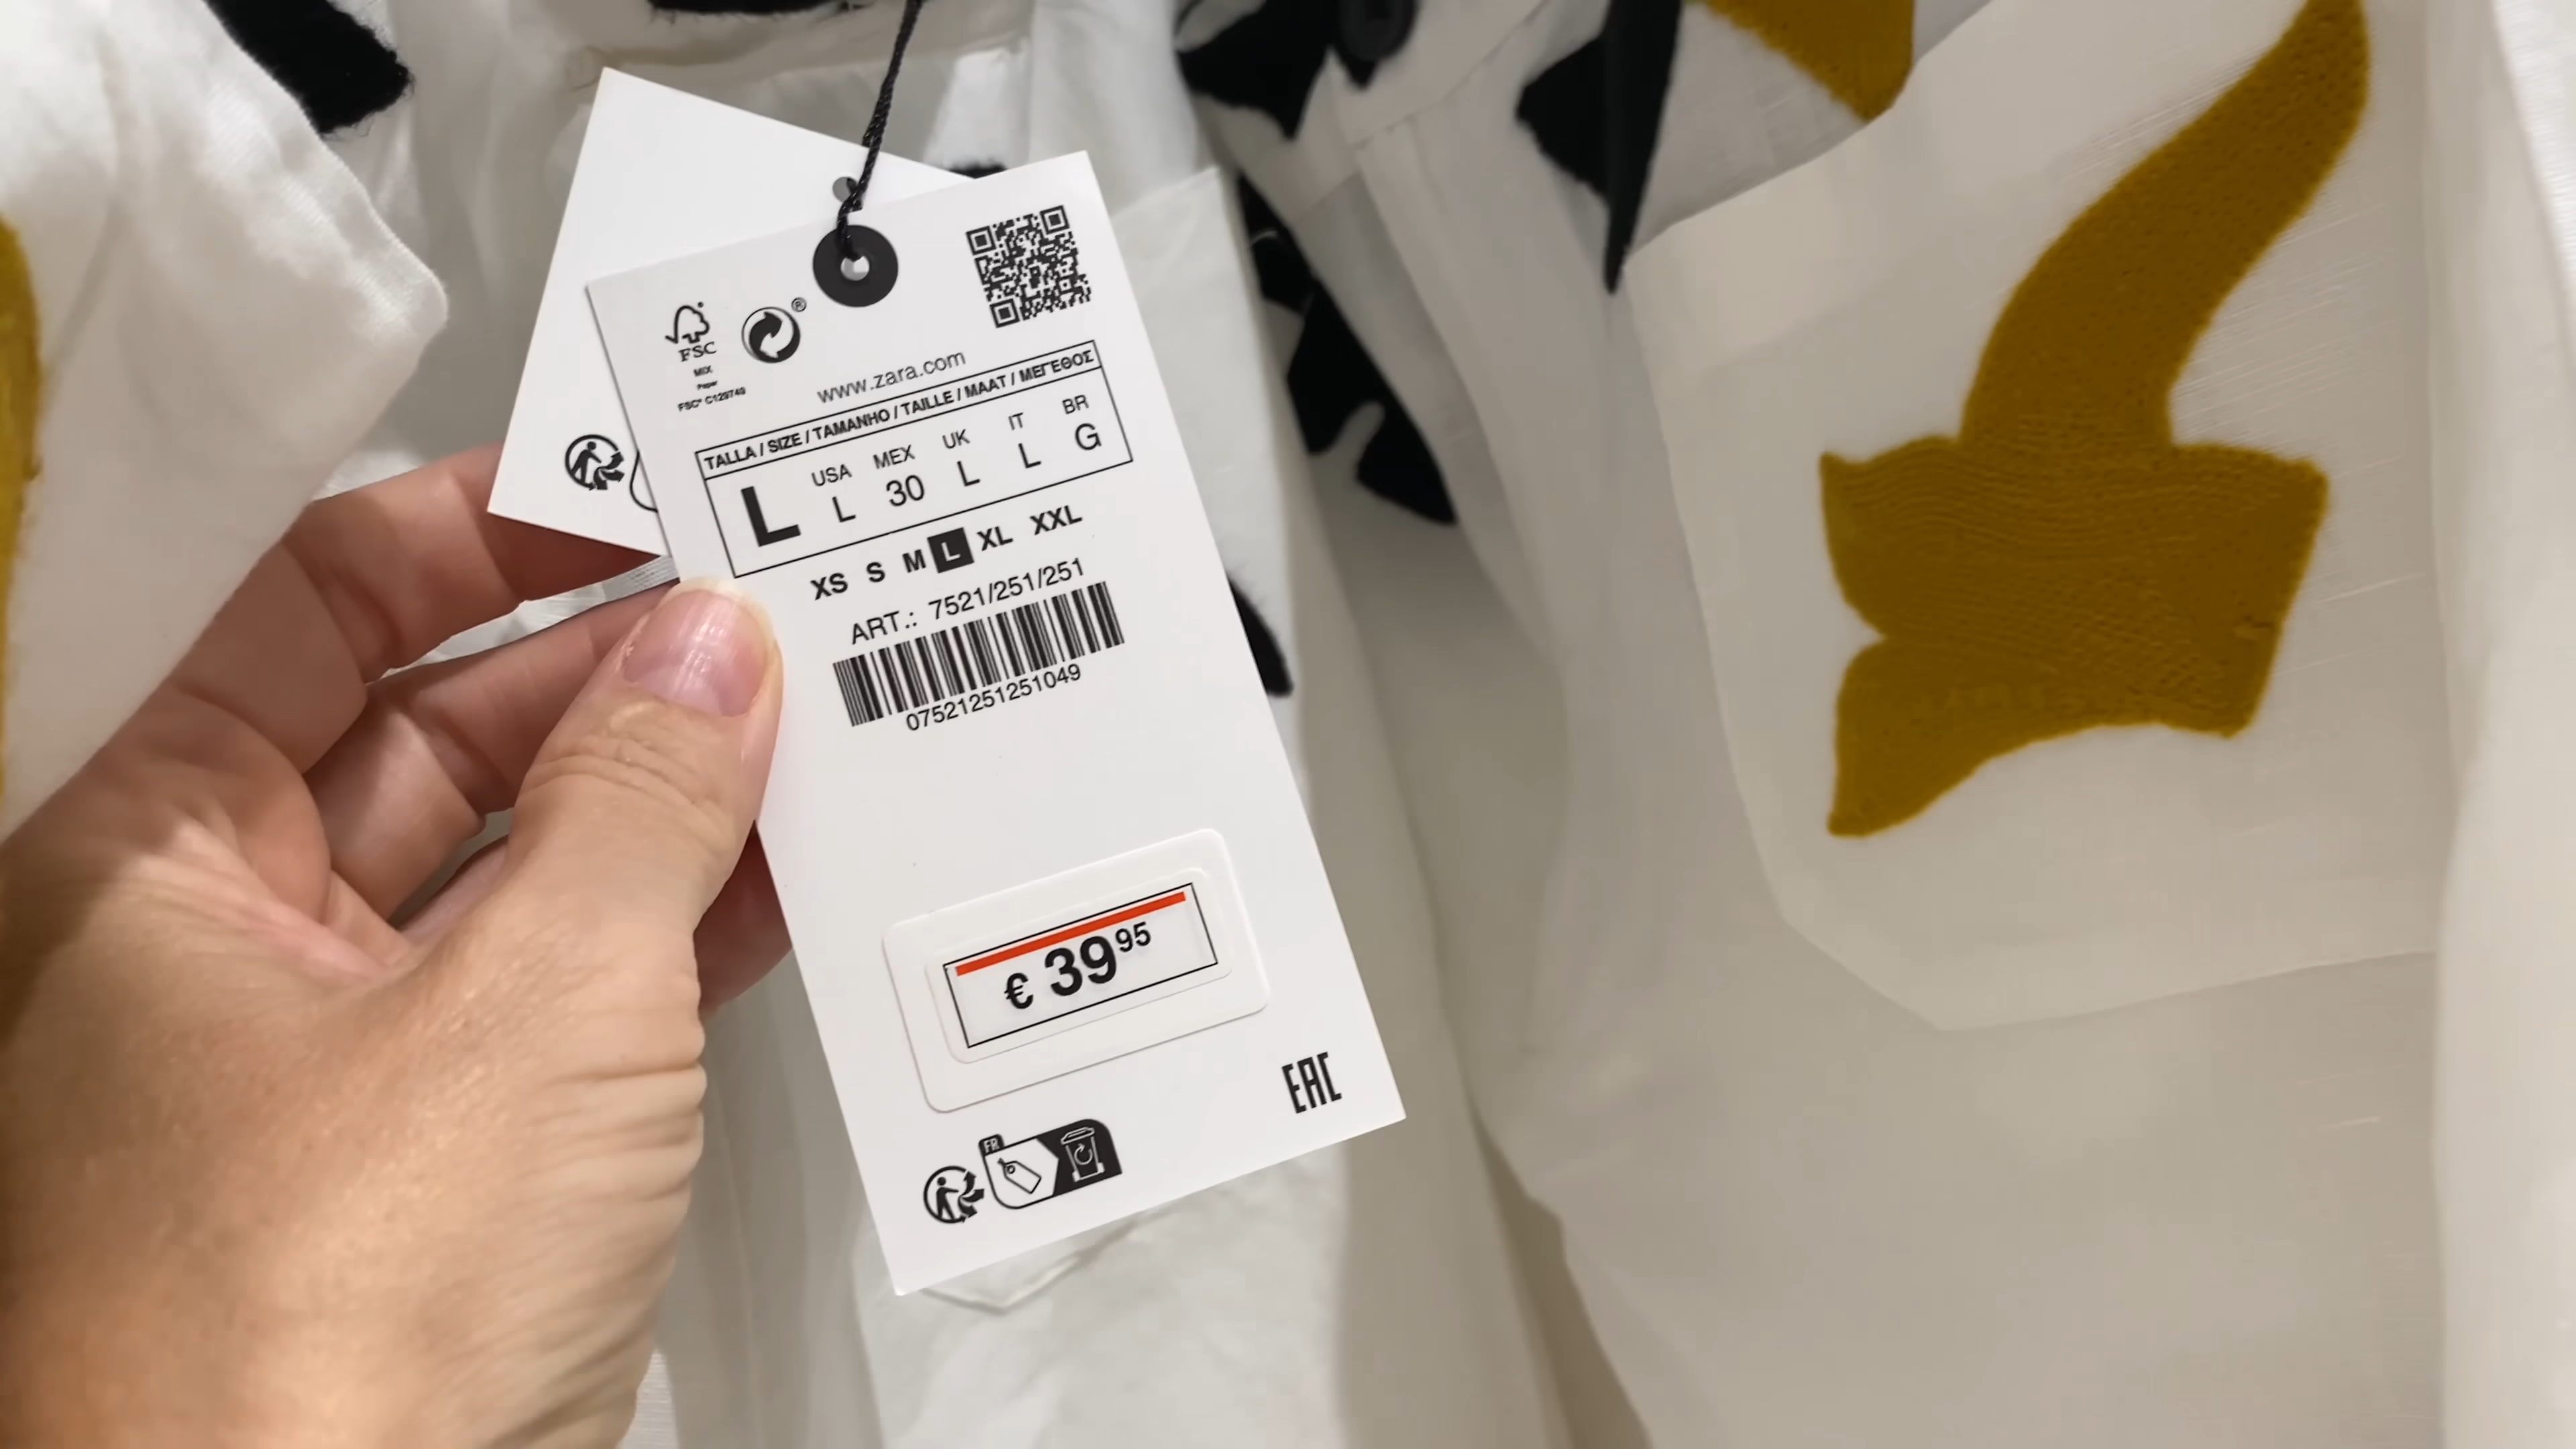 FSC
MIX
Paper
FSC® C129749
®
www.zara.com
TALLA / SIZE / TAMANHO / TAILLE / MAAT / ΜΕΓΕΘΟΣ
USA MEX UK IT BR
L L 30 L L G
XS S M L XL XXL
ART.: 7521/251/251
07521251251049
€ 39 95
EAC
FR